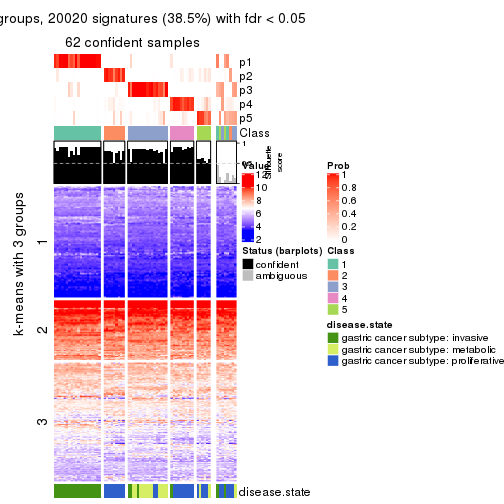 groups, 20020 signatures (38.5%) with fdr < 0.05
62 confident samples
p1
p2
p3
p4
p5
Class
1
Silhouette
score
Value
12
8
6
4
2
Prob
1
0.8
0.6
0.4
0.2
0
Status (barplots)
confident
ambiguous
Class
1
2
3
4
5
disease.state
gastric cancer subtype: invasive
gastric cancer subtype: metabolic
gastric cancer subtype: proliferative
k-means with 3 groups
1
2
3
disease.state